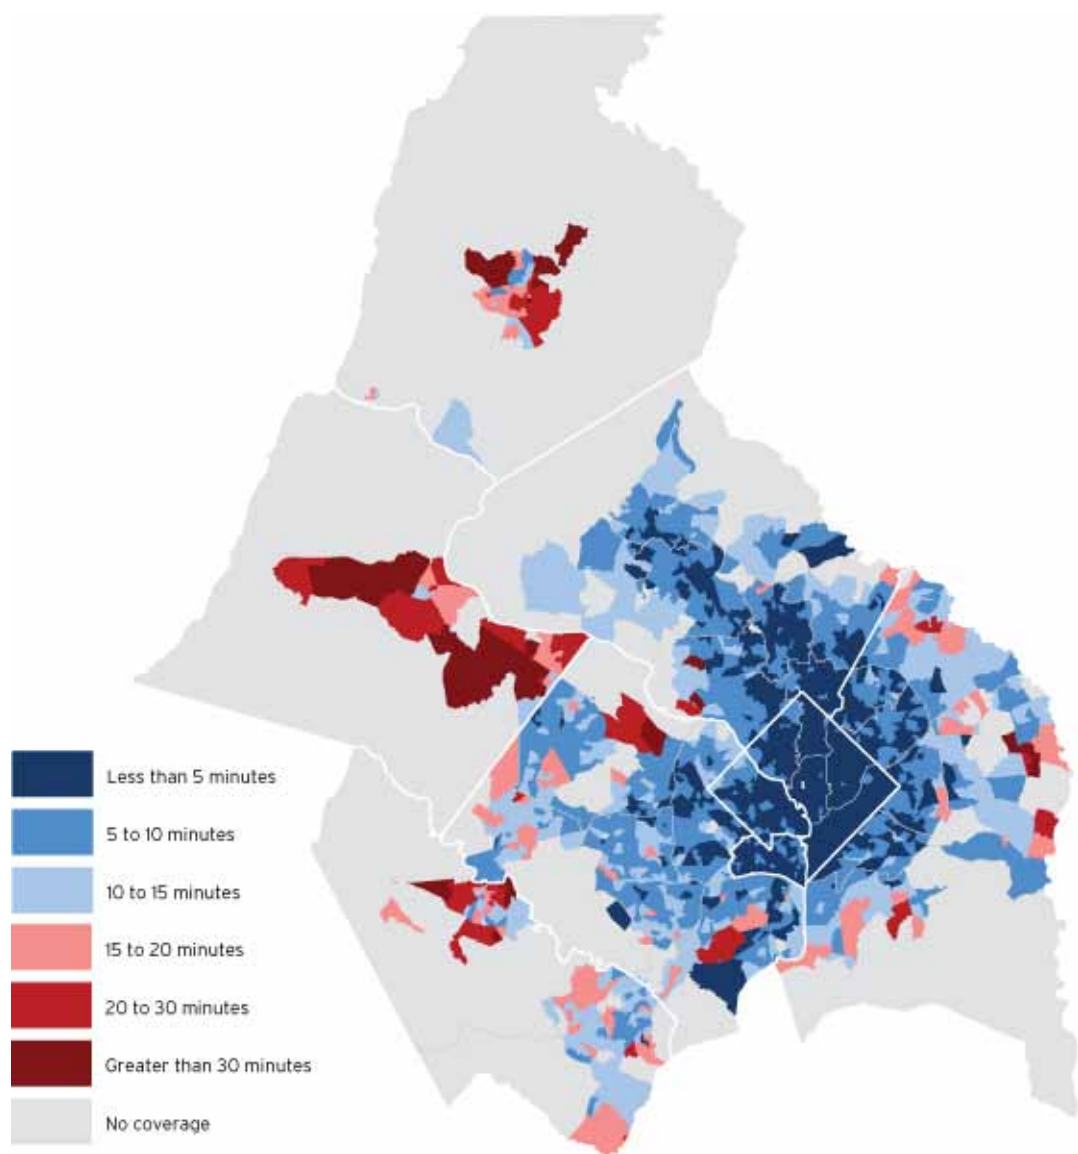 Less than 5 minutes
5 to 10 minutes
10 to 15 minutes
15 to 20 minutes
20 to 30 minutes
Greater than 30 minutes
No coverage